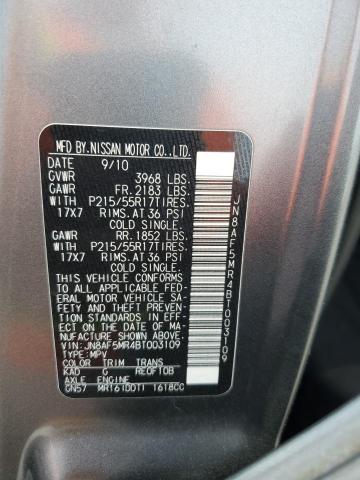 MFD.BY.NISSAN MOTOR CO.,LTD.
DATE 9/10
GVWR 3968 LBS.
GAWR FR. 2183 LBS.
WITH P215/55R17TIRES.
17X7 RIMS. AT 36 PSI
COLD SINGLE.
GAWR RR. 1852 LBS.
WITH P215/55R17TIRES.
17X7 RIMS. AT 36 PSI
COLD SINGLE.
THIS VEHICLE CONFORMS
TO ALL APPLICABLE FED-
ERAL MOTOR VEHICLE SA-
FETY AND THEFT PREVEN-
TION STANDARDS IN EFF-
ECT ON THE DATE OF MA-
NUFACTURE SHOWN ABOVE.
VIN:JN8AF5MR4BT003109
TYPE:MPV
COLOR TRIM TRANS
KAD G RE0F10B
AXLE ENGINE
GN57 MR16(DDT) 1618CC
JN8AF5MR4BT003109